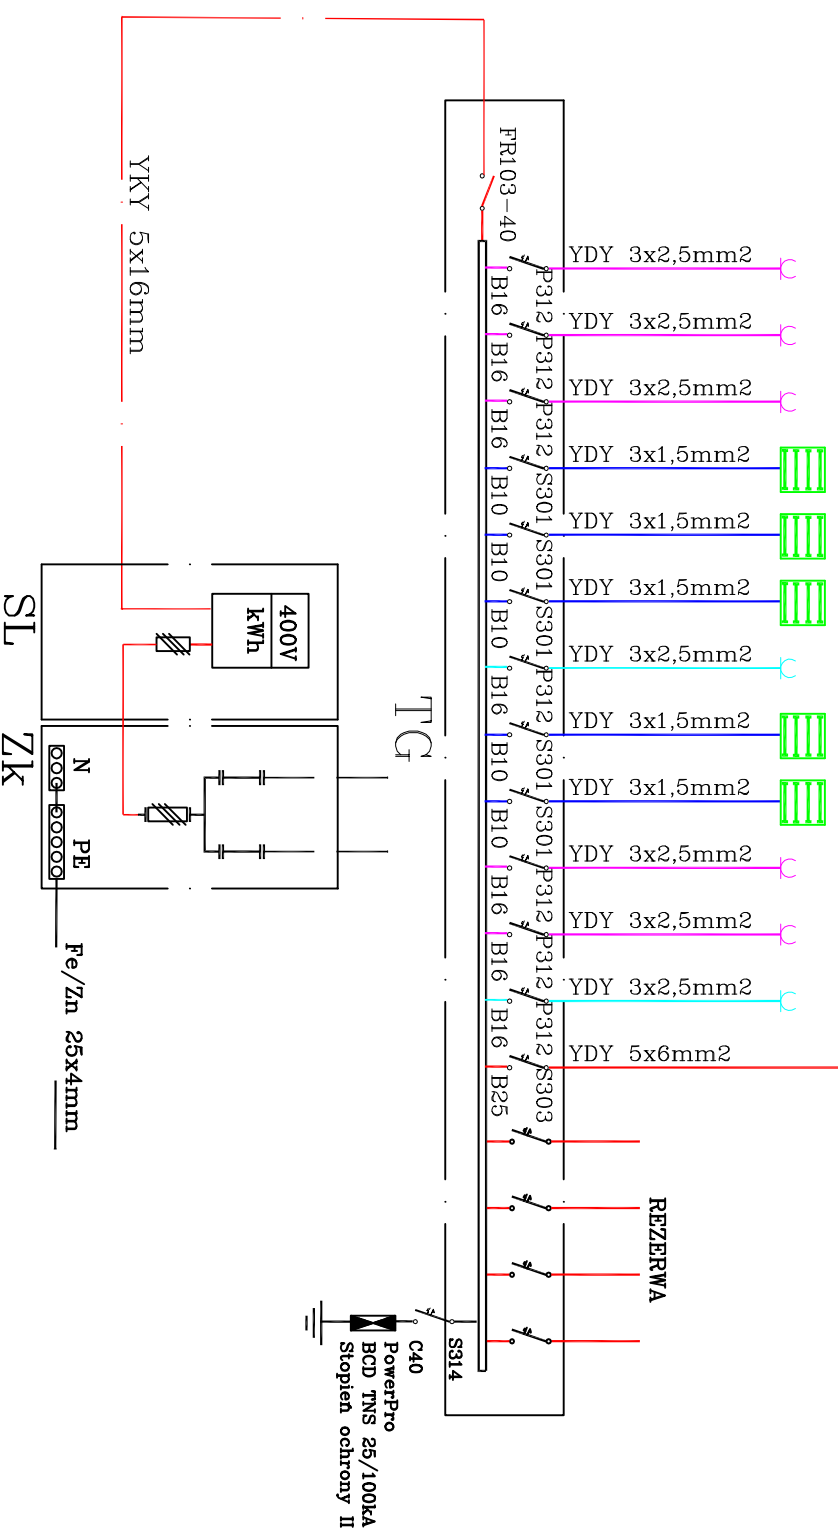 FR103-40
YKY 5x16mm
YDY 3x2,5mm2
P312
B16
YDY 3x2,5mm2
P312
B16
YDY 3x2,5mm2
P312
B16
YDY 3x1,5mm2
S301
B10
YDY 3x1,5mm2
S301
B10
YDY 3x1,5mm2
S301
B10
YDY 3x2,5mm2
P312
B16
YDY 3x1,5mm2
S301
B10
YDY 3x1,5mm2
S301
B10
YDY 3x2,5mm2
P312
B16
YDY 3x2,5mm2
P312
B16
YDY 3x2,5mm2
P312
B16
YDY 5x6mm2
S303
B25
REZERWA
TG
400V
kWh
SL
Zk
N
PE
Fe/Zn 25x4mm
S314
C40
PowerPro
BCD TNS 25/100kA
Stopień ochrony II